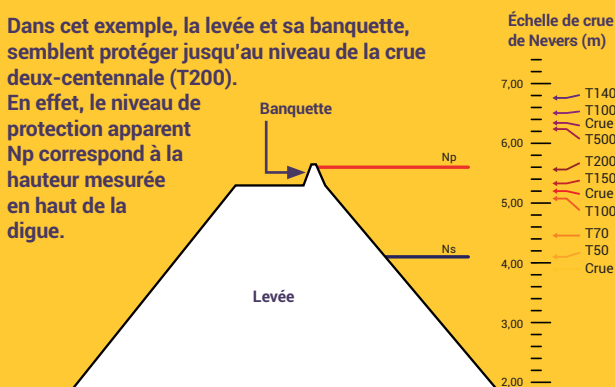 Dans cet exemple, la levée et sa banquette,
semblent protéger jusqu'au niveau de la crue
deux-centennale (T200).
En effet, le niveau de
protection apparent
Np correspond à la
hauteur mesurée
en haut de la
digue.
Banquette
Np
Ns
Levée
Échelle de crue
de Nevers (m)
7,00
6,00
5,00
4,00
3,00
2,00
T140
T100
Crue
T500
T200
T150
Crue
T100
T70
T50
Crue